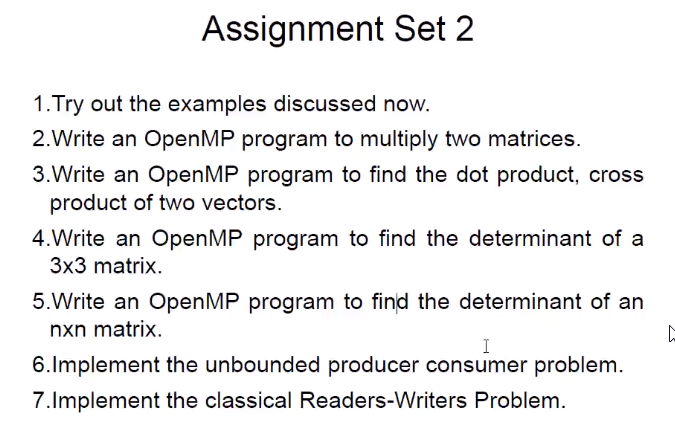 Assignment Set 2
1.Try out the examples discussed now.
2.Write an OpenMP program to multiply two matrices.
3.Write an OpenMP program to find the dot product, cross
product of two vectors.
4.Write an OpenMP program to find the determinant of a
3x3 matrix.
5.Write an OpenMP program to find the determinant of an
nxn matrix.
6.Implement the unbounded producer consumer problem.
7.Implement the classical Readers-Writers Problem.